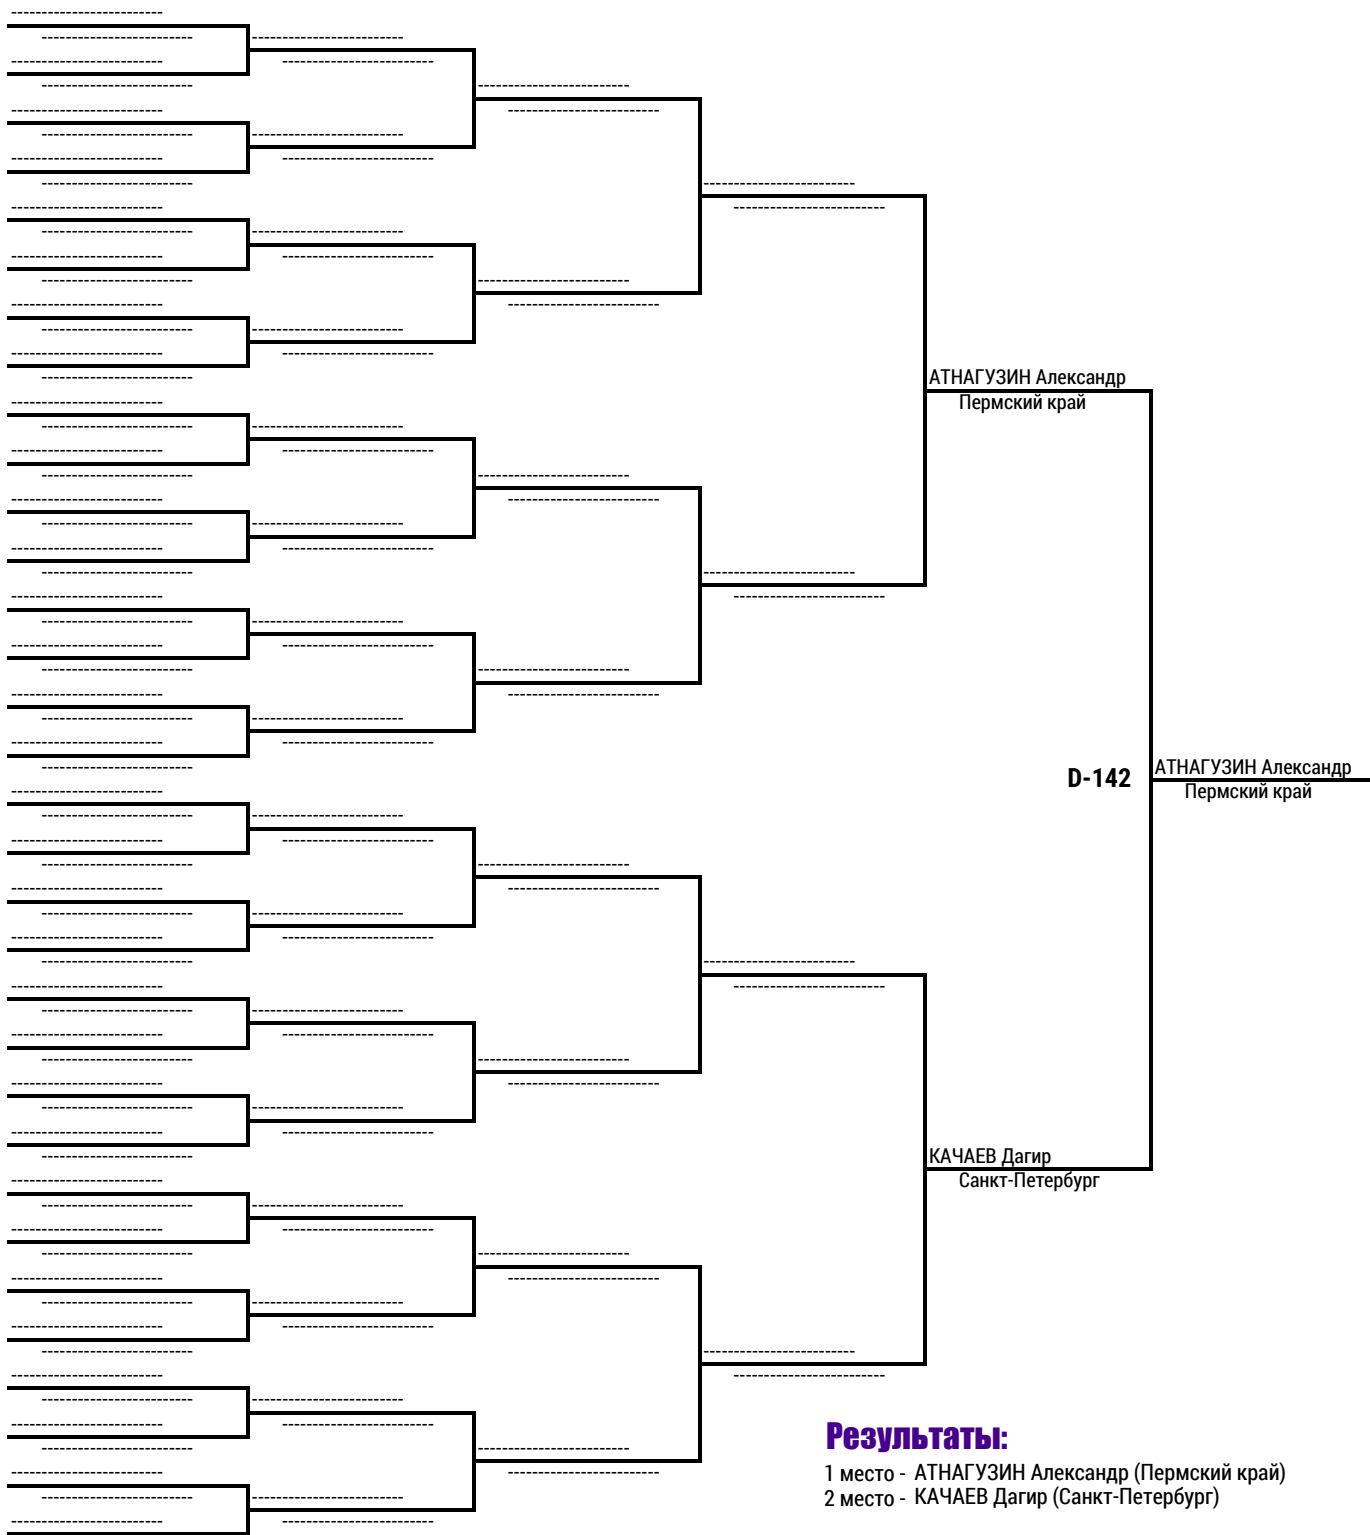 АТНАГУЗИН Александр
Пермский край
D-142
АТНАГУЗИН Александр
Пермский край
КАЧАЕВ Дагир
Санкт-Петербург
Результаты:
1 место - АТНАГУЗИН Александр (Пермский край)
2 место - КАЧАЕВ Дагир (Санкт-Петербург)